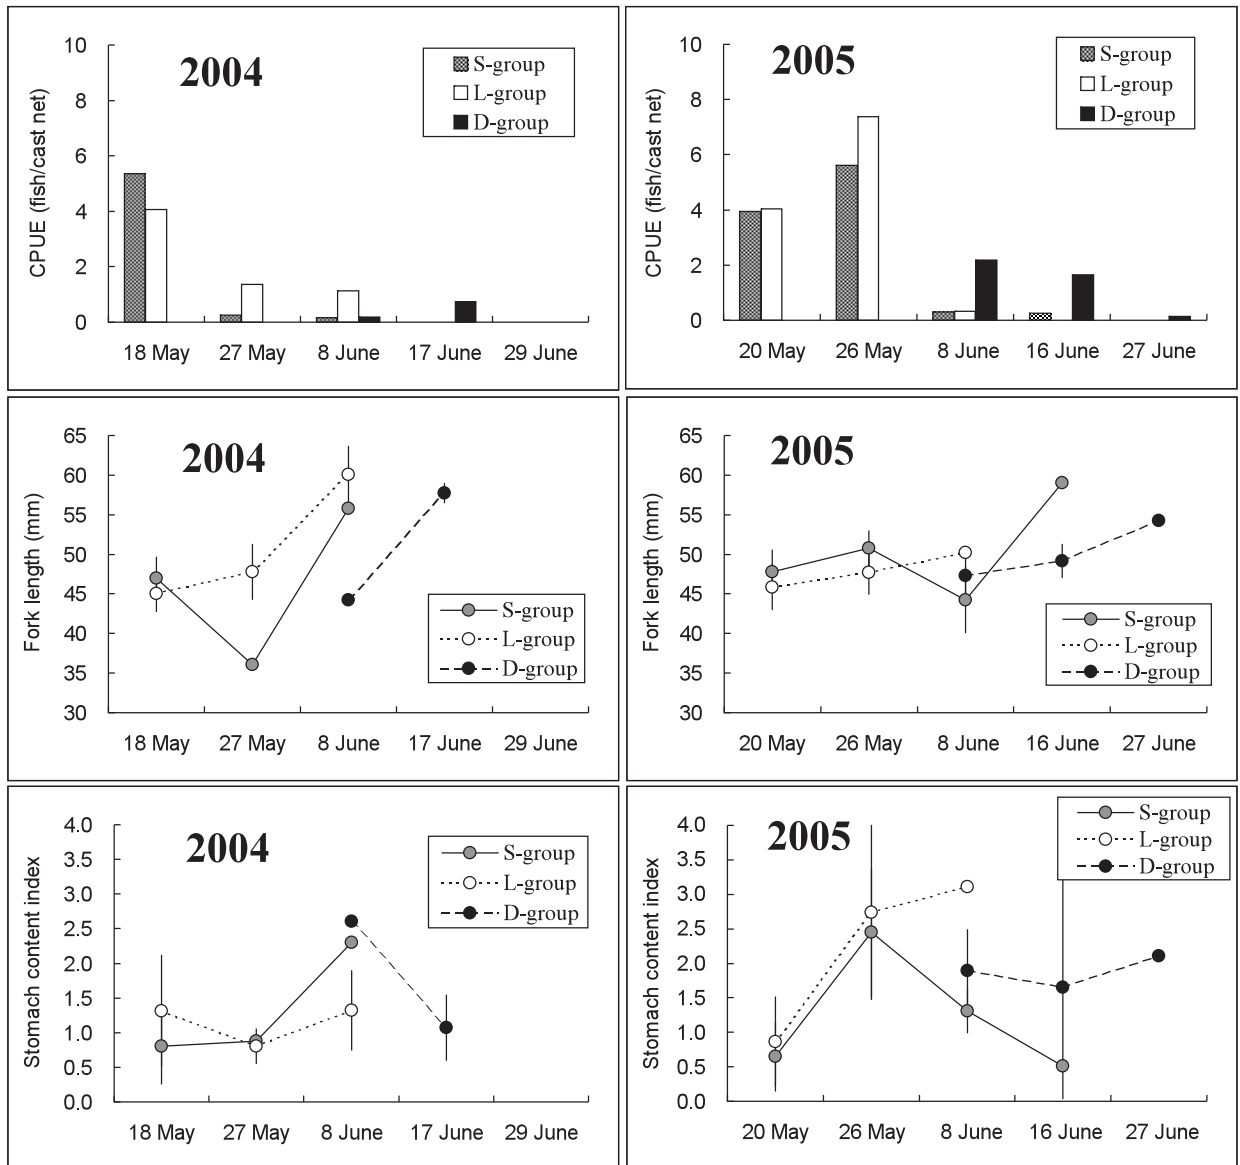 2004
S-group
L-group
D-group
CPUE (fish/cast net)
10
8
6
4
2
0
18 May 27 May 8 June 17 June 29 June
2005
S-group
L-group
D-group
CPUE (fish/cast net)
10
8
6
4
2
0
20 May 26 May 8 June 16 June 27 June
2004
Fork length (mm)
65
60
55
50
45
40
35
30
S-group
L-group
D-group
18 May 27 May 8 June 17 June 29 June
2005
Fork length (mm)
65
60
55
50
45
40
35
30
S-group
L-group
D-group
20 May 26 May 8 June 16 June 27 June
2004
S-group
L-group
D-group
Stomach content index
4.0
3.5
3.0
2.5
2.0
1.5
1.0
0.5
0.0
18 May 27 May 8 June 17 June 29 June
2005
S-group
L-group
D-group
Stomach content index
4.0
3.5
3.0
2.5
2.0
1.5
1.0
0.5
0.0
20 May 26 May 8 June 16 June 27 June